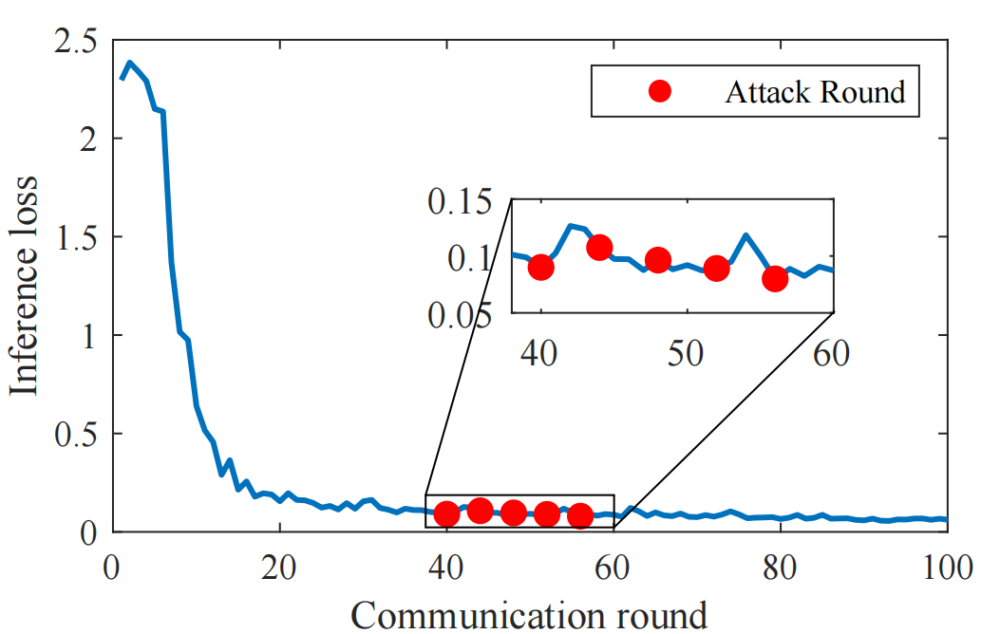 2.5
2
1.5
1
0.5
0
Inference loss
Attack Round
0.15
0.1
0.05
40 50 60
0 20 40 60 80 100
Communication round